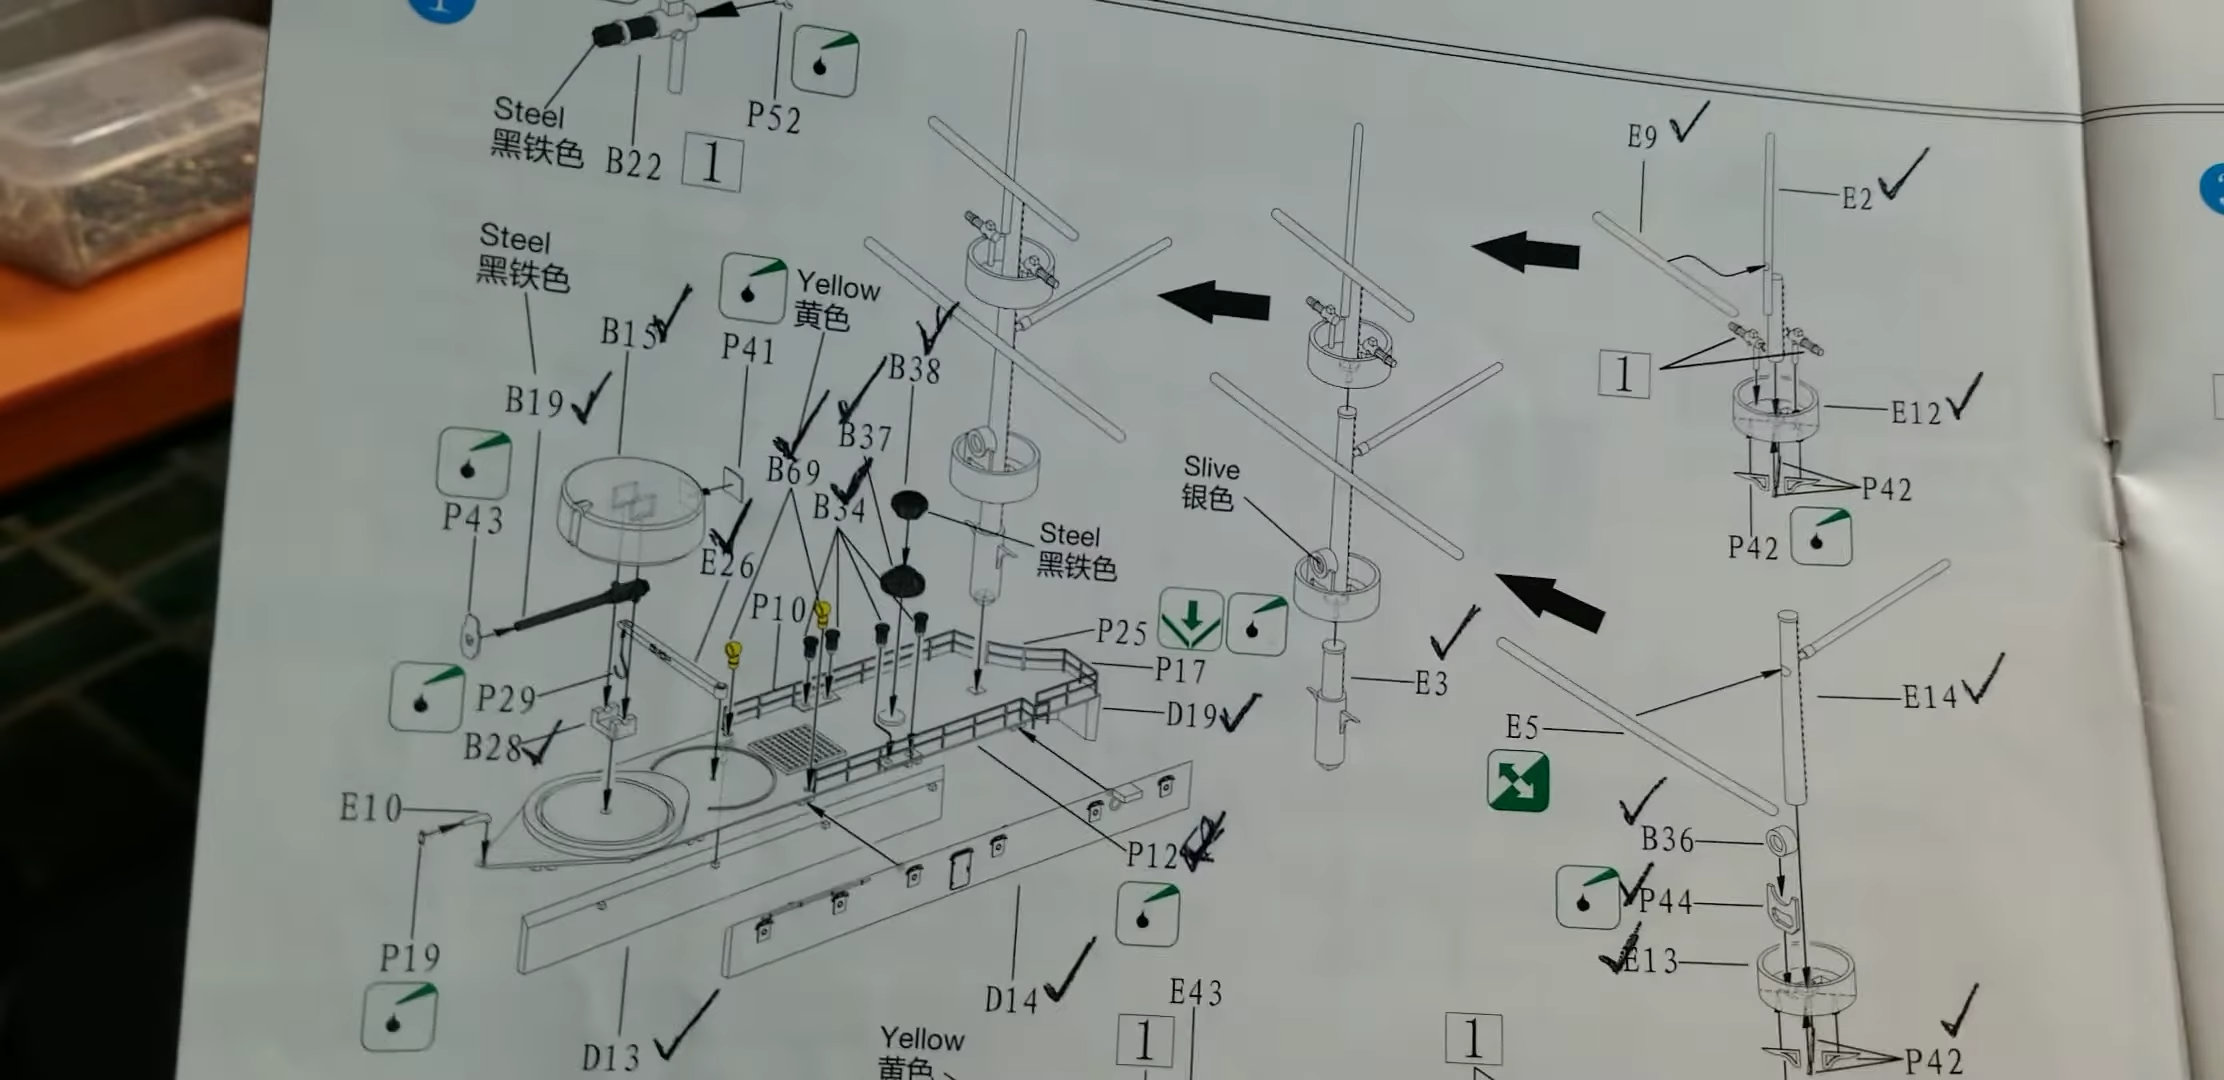 1
Steel
黑铁色
B22
1
P52
Steel
黑铁色
B15
P41
Yellow
黄色
B19
B38
B37
B69
B34
P43
E26
P10
Steel
黑铁色
P25
P17
D19
P29
B28
E10
P12
P19
D14
D13
Slive
银色
E3
E9
E2
1
E12
P42
P42
E14
E5
B36
P44
E13
P42
E43
1
1
Yellow
黄色